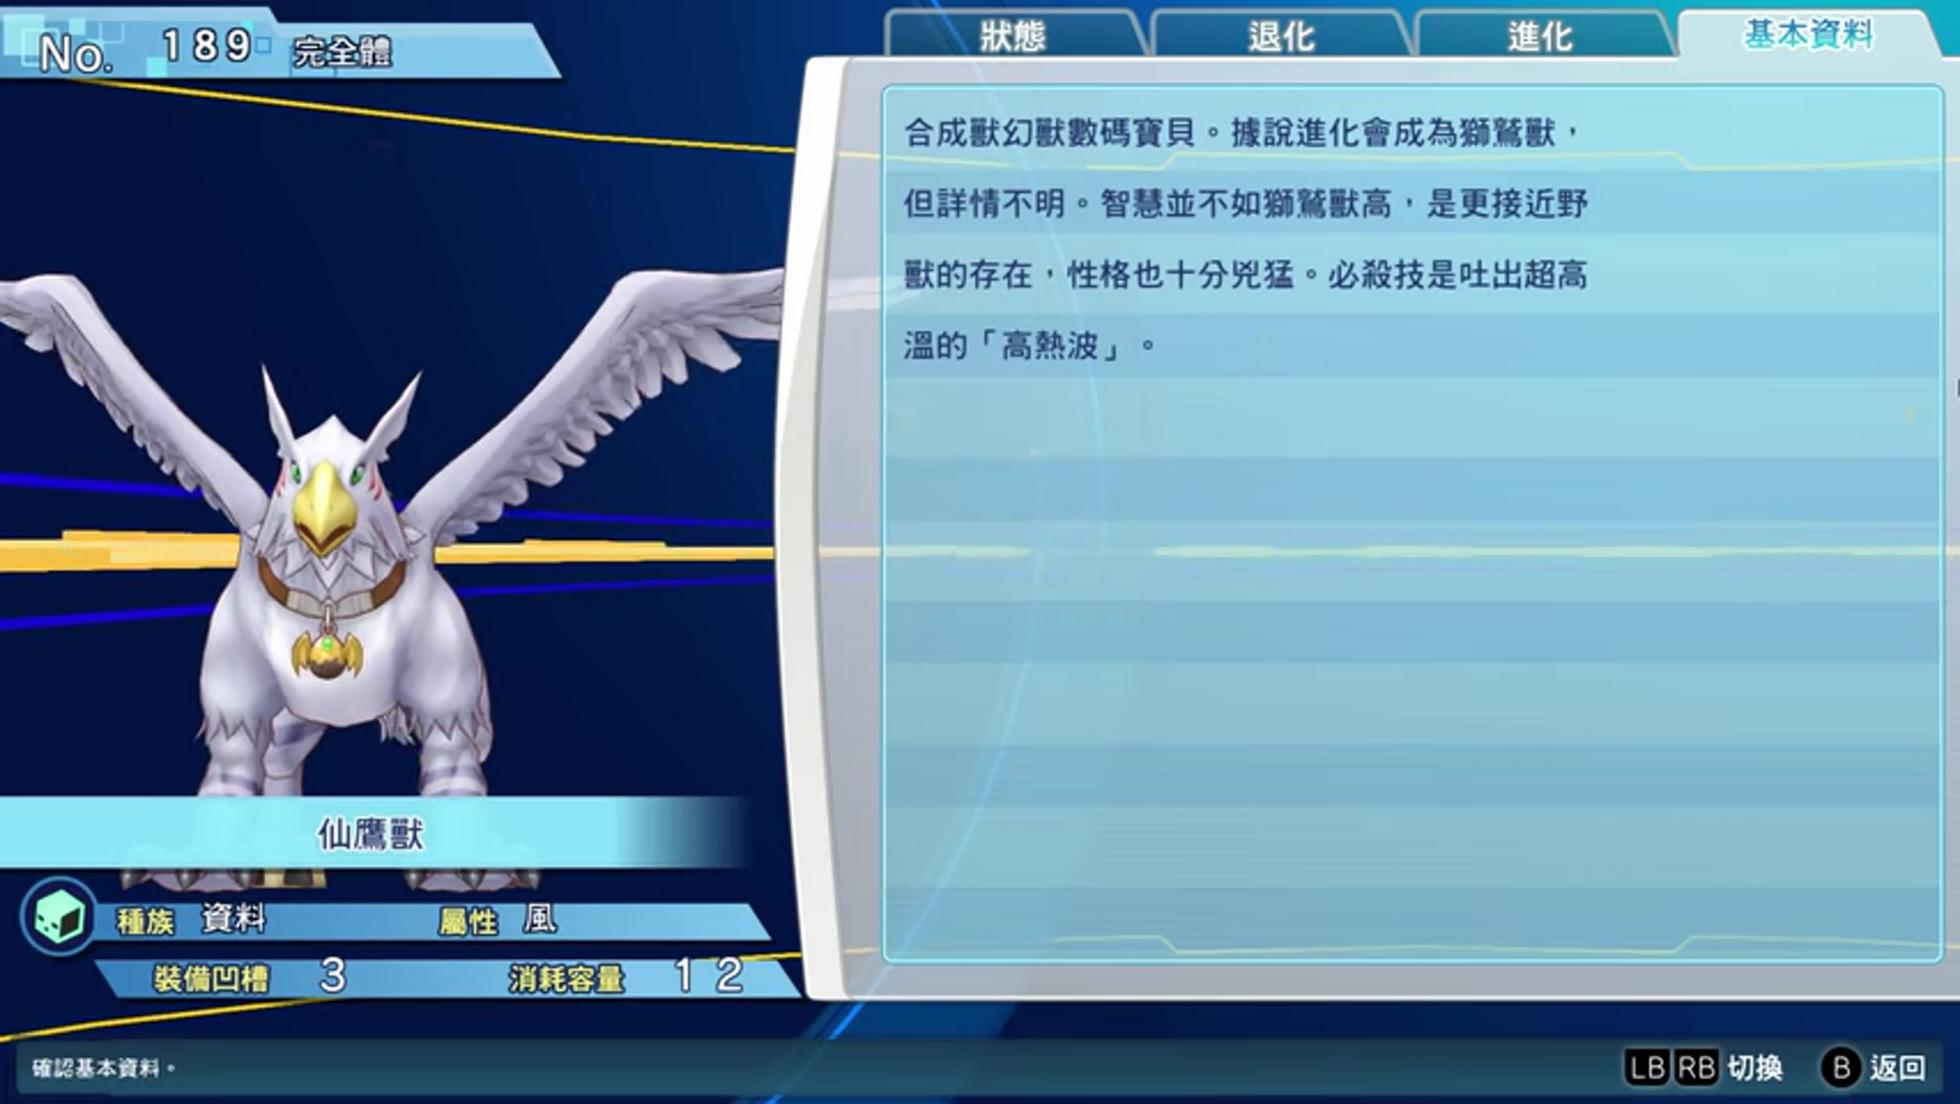 No. 189 完全體
狀態 退化 進化 基本資料
合成獸幻獸數碼寶貝。據說進化會成為獅鷲獸，
但詳情不明。智慧並不如獅鷲獸高，是更接近野
獸的存在，性格也十分兇猛。必殺技是吐出超高
溫的「高熱波」。
仙鷹獸
種族 資料 屬性 風
裝備凹槽 3 消耗容量 12
確認基本資料。
LB RB 切換 B 返回